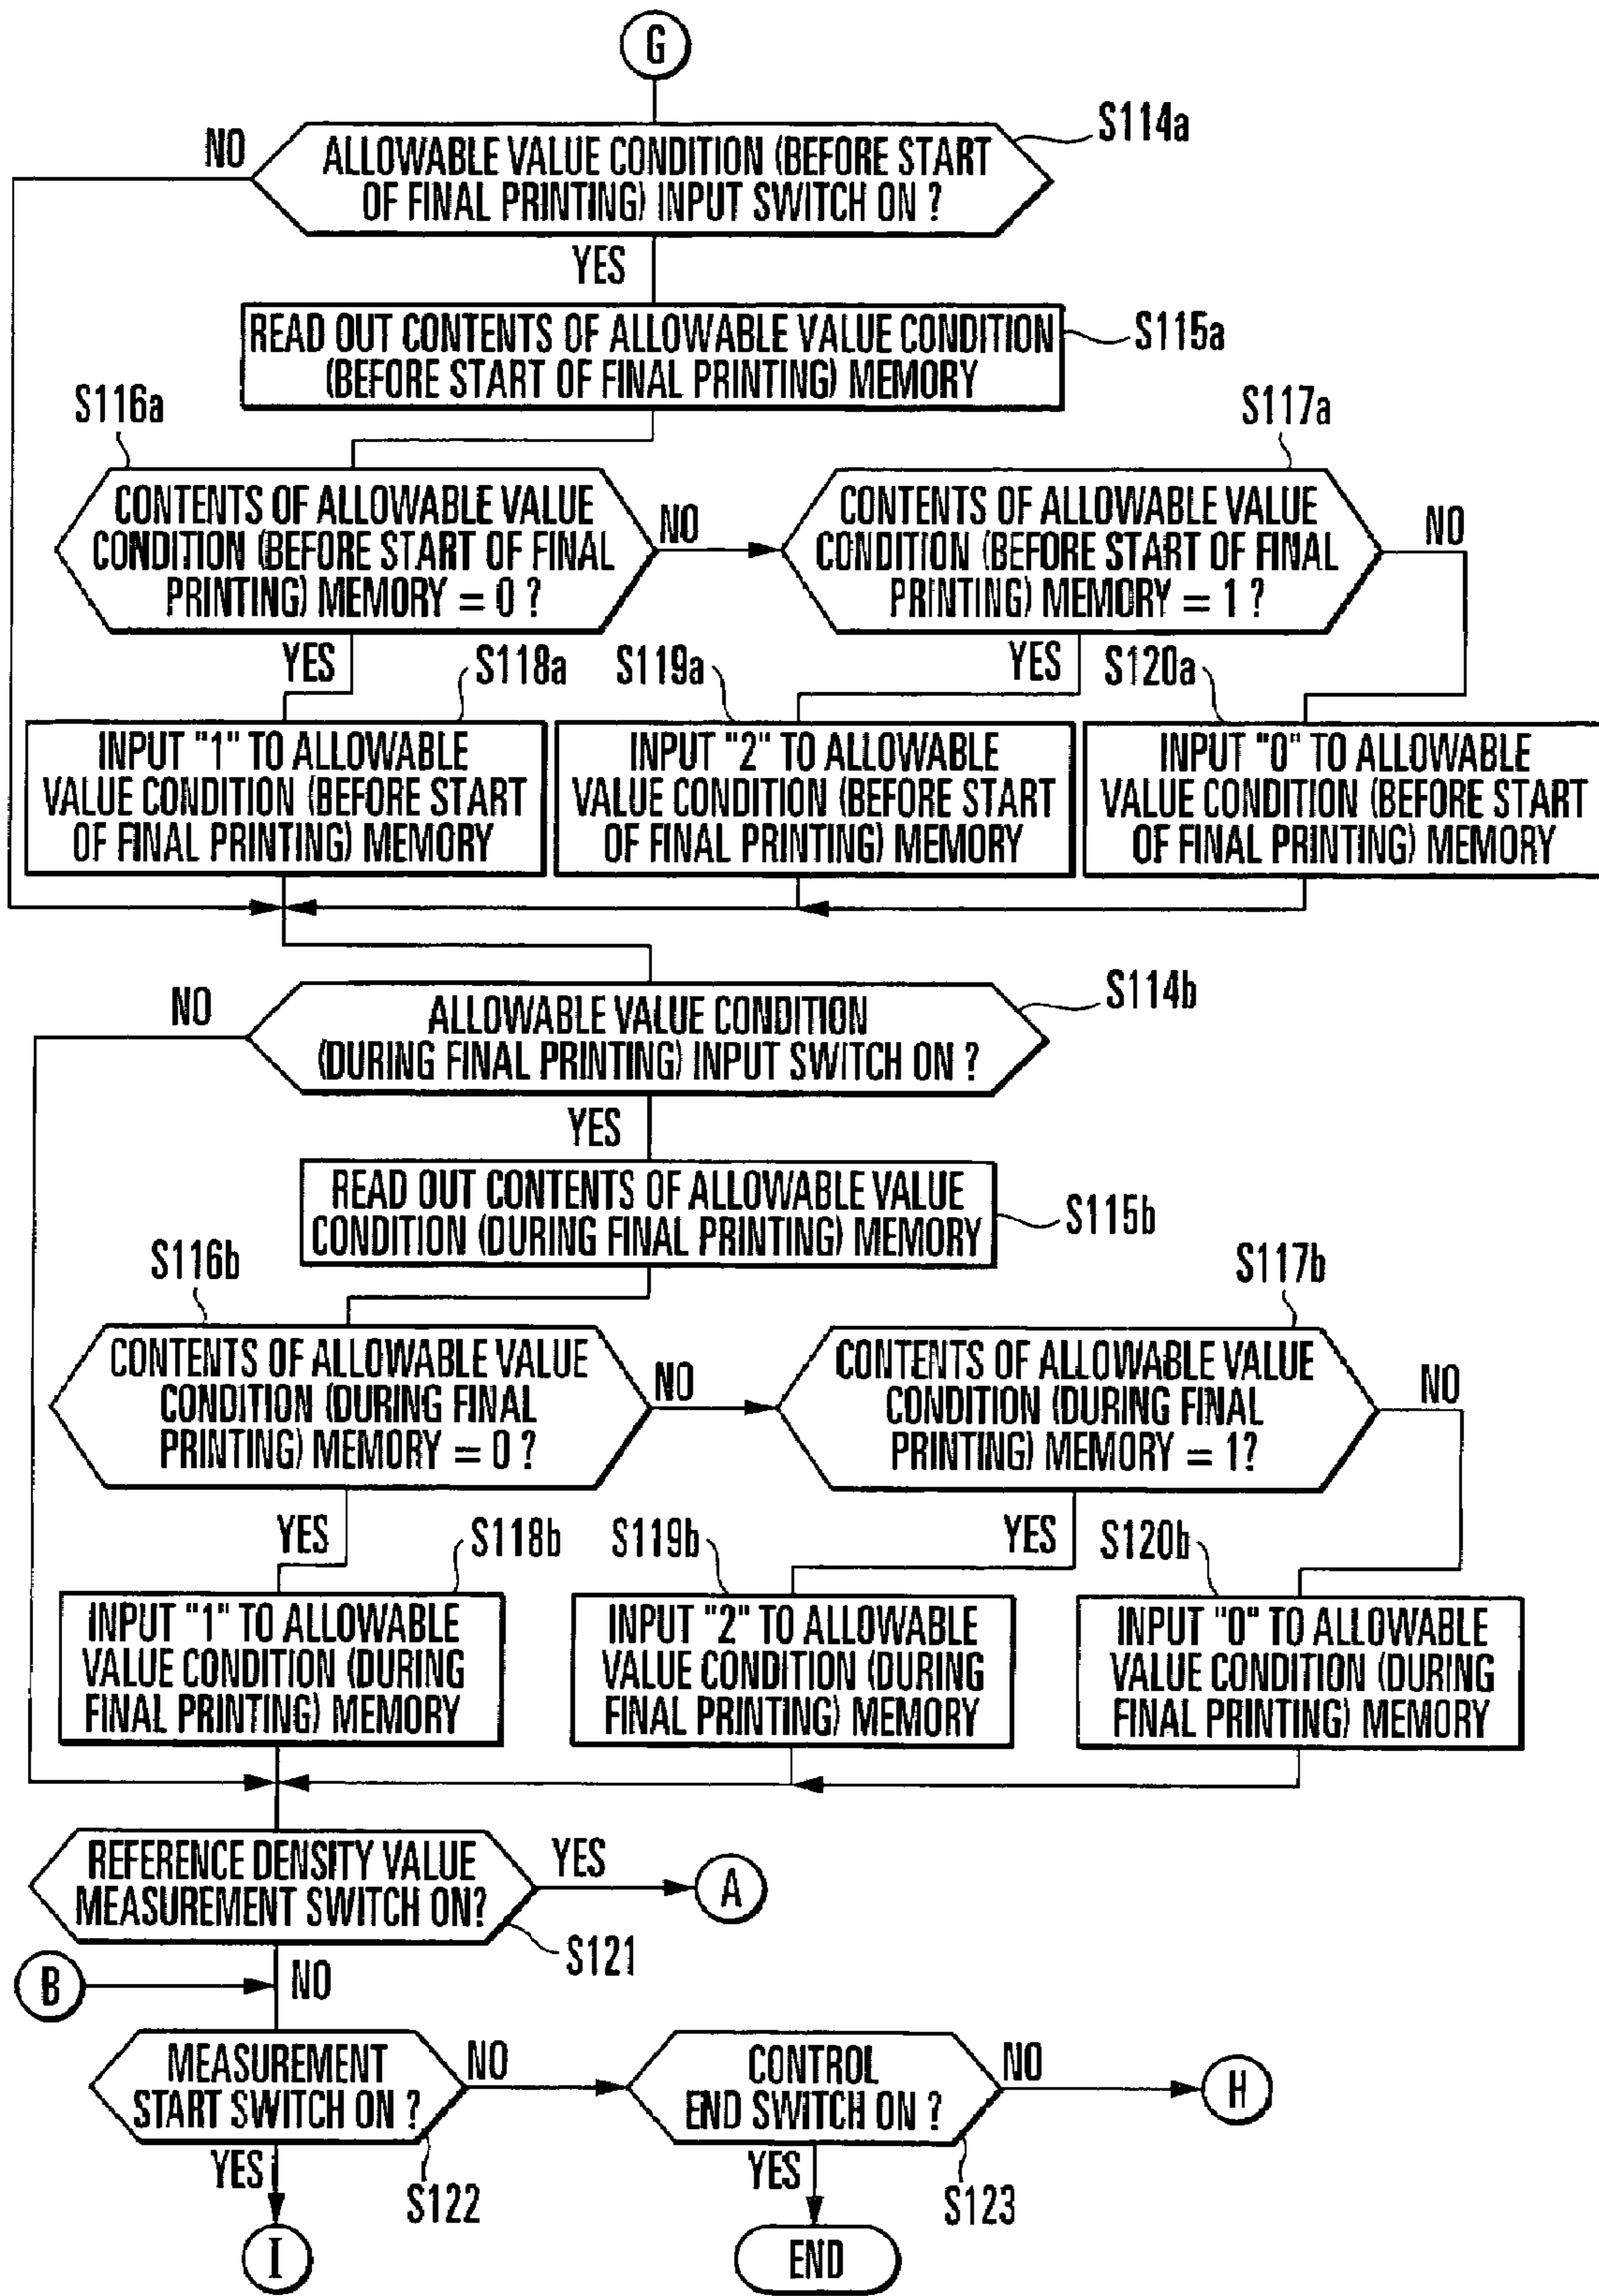 G
S114a
NO
ALLOWABLE VALUE CONDITION (BEFORE START
OF FINAL PRINTING) INPUT SWITCH ON ?
YES
READ OUT CONTENTS OF ALLOWABLE VALUE CONDITION
(BEFORE START OF FINAL PRINTING) MEMORY
S115a
S116a
S117a
CONTENTS OF ALLOWABLE VALUE
CONDITION (BEFORE START OF FINAL
PRINTING) MEMORY = 0 ?
NO
CONTENTS OF ALLOWABLE VALUE
CONDITION (BEFORE START OF FINAL
PRINTING) MEMORY = 1 ?
NO
YES
S118a
S119a
YES
S120a
INPUT "1" TO ALLOWABLE
VALUE CONDITION (BEFORE START
OF FINAL PRINTING) MEMORY
INPUT "2" TO ALLOWABLE
VALUE CONDITION (BEFORE START
OF FINAL PRINTING) MEMORY
INPUT "0" TO ALLOWABLE
VALUE CONDITION (BEFORE START
OF FINAL PRINTING) MEMORY
S114b
NO
ALLOWABLE VALUE CONDITION
(DURING FINAL PRINTING) INPUT SWITCH ON ?
YES
READ OUT CONTENTS OF ALLOWABLE VALUE
CONDITION (DURING FINAL PRINTING) MEMORY
S115b
S116b
S117b
CONTENTS OF ALLOWABLE VALUE
CONDITION (DURING FINAL
PRINTING) MEMORY = 0 ?
NO
CONTENTS OF ALLOWABLE VALUE
CONDITION (DURING FINAL
PRINTING) MEMORY = 1?
NO
YES
S118b
S119b
YES
S120b
INPUT "1" TO ALLOWABLE
VALUE CONDITION (DURING
FINAL PRINTING) MEMORY
INPUT "2" TO ALLOWABLE
VALUE CONDITION (DURING
FINAL PRINTING) MEMORY
INPUT "0" TO ALLOWABLE
VALUE CONDITION (DURING
FINAL PRINTING) MEMORY
REFERENCE DENSITY VALUE
MEASUREMENT SWITCH ON?
YES
A
S121
B
NO
MEASUREMENT
START SWITCH ON ?
NO
CONTROL
END SWITCH ON ?
NO
H
YES
S122
YES
S123
I
END